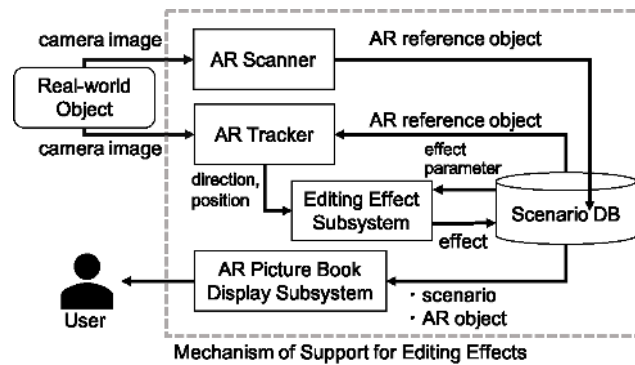 camera image
AR reference object
AR Scanner
Real-world
Object
AR Tracker
AR reference object
camera image
effect
parameter
direction,
position
Editing Effect
Subsystem
Scenario DB
effect
AR Picture Book
Display Subsystem
・scenario
・AR object
User
Mechanism of Support for Editing Effects